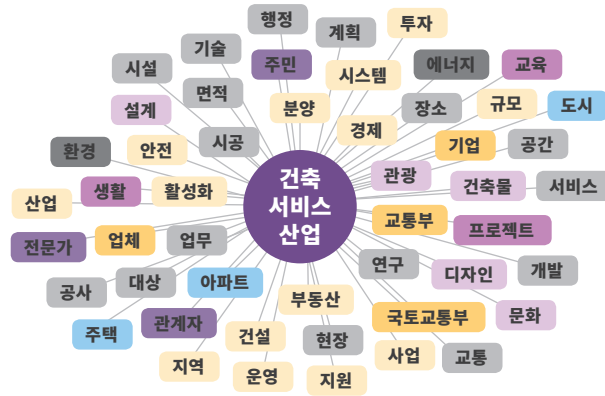 행정
계획
투자
기술
시설
주민
시스템
에너지
교육
면적
설계
분양
장소
규모
도시
시공
경제
환경
안전
기업
공간
건축
서비스
산업
관광
건축물
서비스
생활
활성화
산업
교통부
프로젝트
전문가
업체
업무
연구
디자인
개발
공사
대상
아파트
부동산
국토교통부
문화
주택
관계자
건설
현장
사업
교통
지역
운영
지원